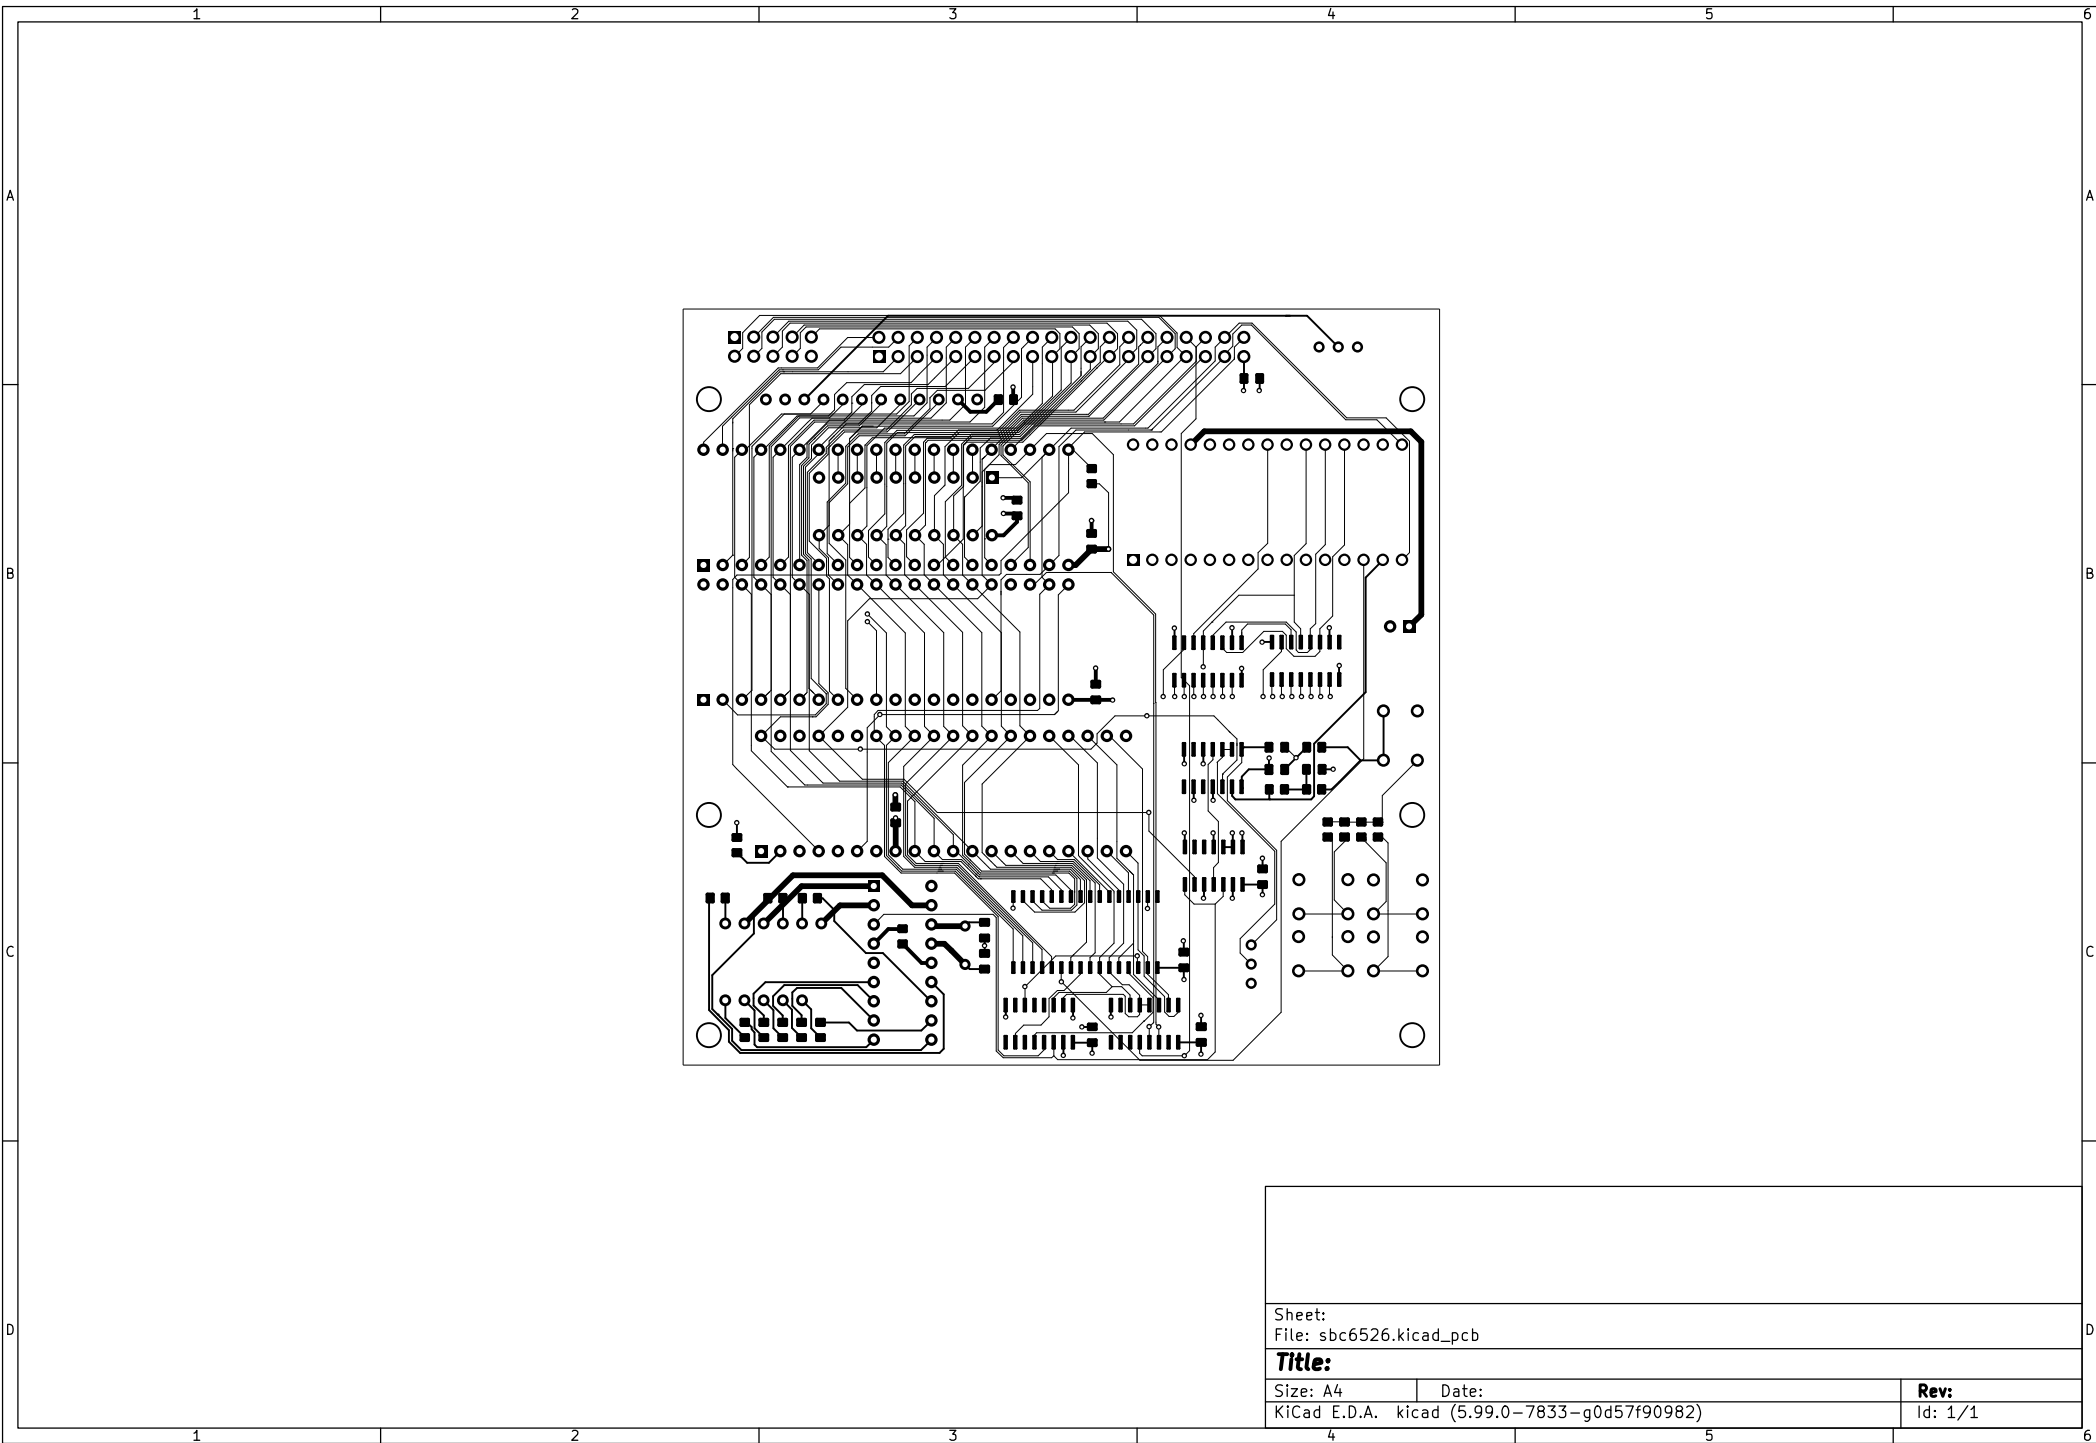 1 2 3 4 5 6
A A
B B
C C
D D
Sheet:
File: sbc6526.kicad_pcb
Title:
Size: A4 Date: Rev:
KiCad E.D.A. kicad (5.99.0-7833-g0d57f90982) Id: 1/1
1 2 3 4 5 6